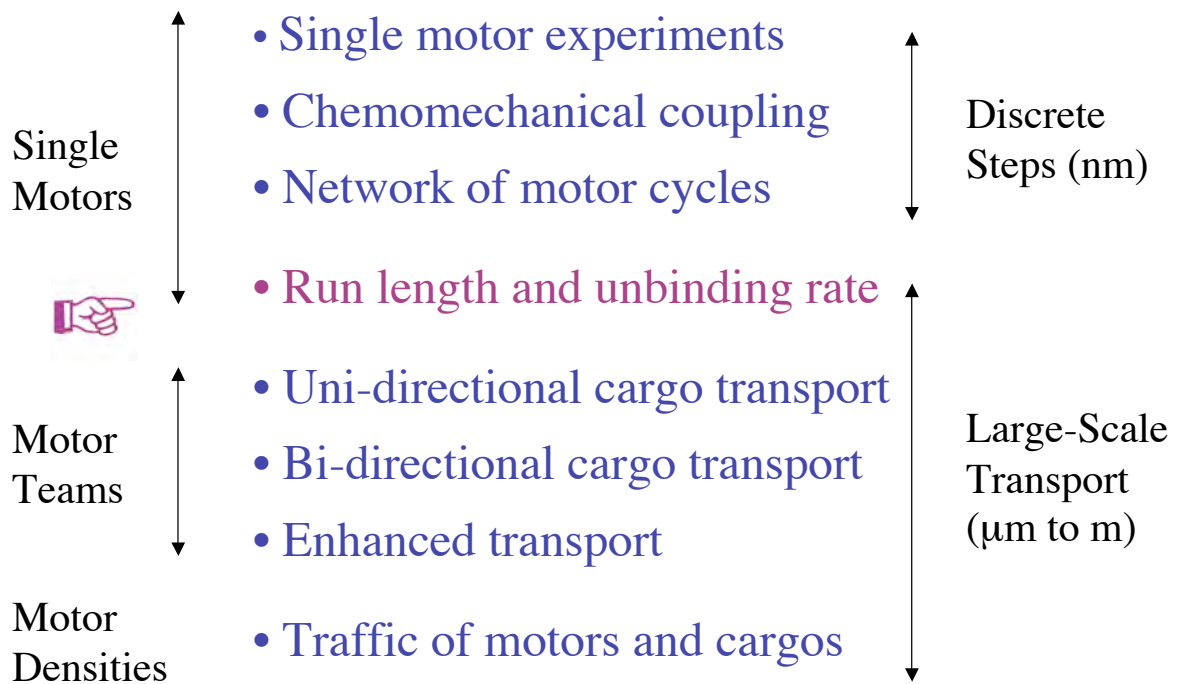 Single
Motors
Motor
Teams
Motor
Densities
• Single motor experiments
• Chemomechanical coupling
• Network of motor cycles
• Run length and unbinding rate
• Uni-directional cargo transport
• Bi-directional cargo transport
• Enhanced transport
• Traffic of motors and cargos
Discrete
Steps (nm)
Large-Scale
Transport
(μm to m)